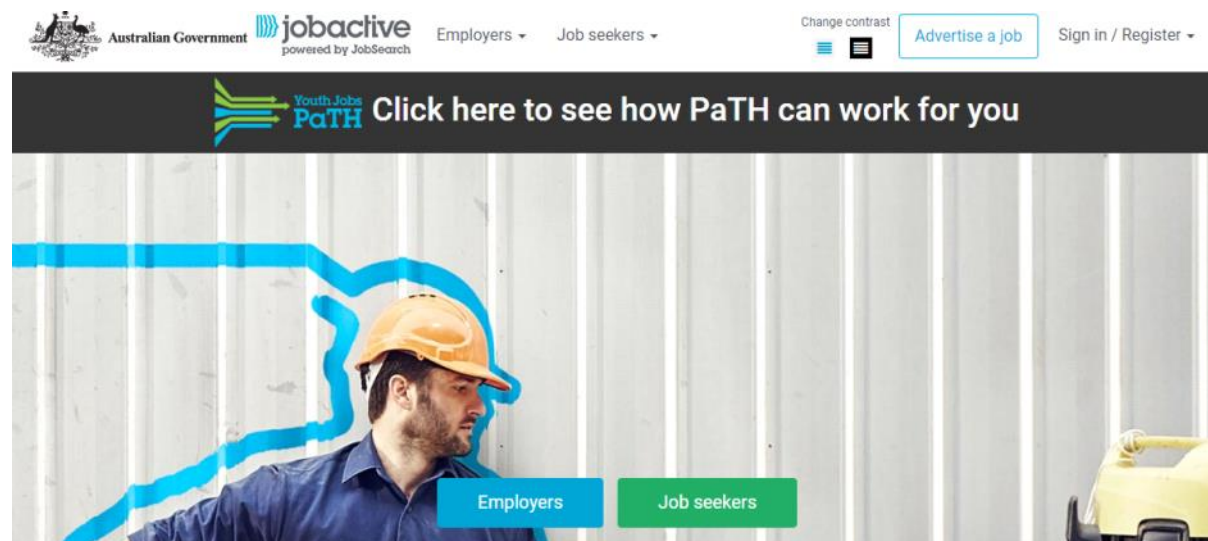 Australian Government
jobactive
powered by JobSearch
Employers
Job seekers
Change contrast
Advertise a job
Sign in / Register
Youth Jobs
PaTH
Click here to see how PaTH can work for you
Employers
Job seekers